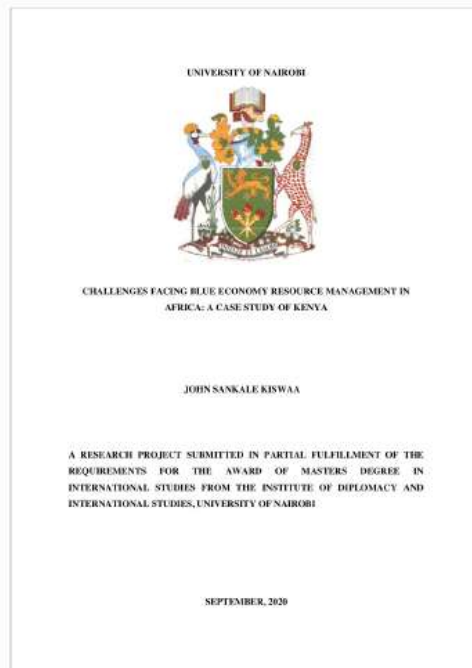 UNIVERSITY OF NAIROBI
CHALLENGES FACING BLUE ECONOMY RESOURCE MANAGEMENT IN
AFRICA: A CASE STUDY OF KENYA
JOHN SANKALE KISWAA
A RESEARCH PROJECT SUBMITTED IN PARTIAL FULFILLMENT OF THE
REQUIREMENTS FOR THE AWARD OF MASTERS DEGREE IN
INTERNATIONAL STUDIES FROM THE INSTITUTE OF DIPLOMACY AND
INTERNATIONAL STUDIES, UNIVERSITY OF NAIROBI
SEPTEMBER, 2020